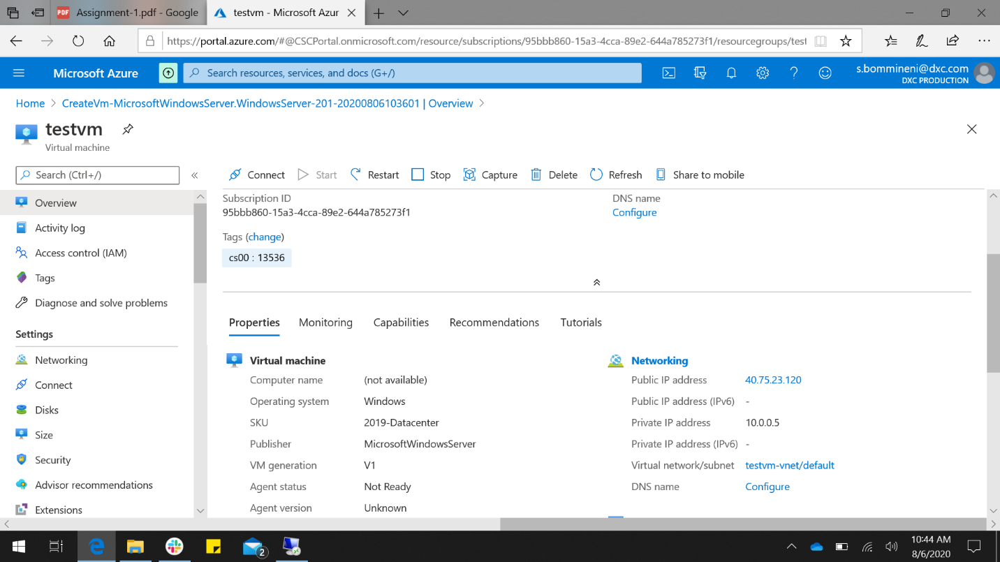 Assignment-1.pdf - Google
testvm - Microsoft Azur
https://portal.azure.com/#@CSCPortal.onmicrosoft.com/resource/subscriptions/95bbb860-15a3-4cca-89e2-644a785273f1/resourcegroups/test
Microsoft Azure
Search resources, services, and docs (G+/)
s.bommineni@dxc.com
DXC PRODUCTION
Home > CreateVm-MicrosoftWindowsServer.WindowsServer-201-20200806103601 | Overview >
testvm
Virtual machine
Search (Ctrl+/)
«
Connect Start Restart Stop Capture Delete Refresh Share to mobile
Overview
Activity log
Access control (IAM)
Tags
Diagnose and solve problems
Settings
Networking
Connect
Disks
Size
Security
Advisor recommendations
Extensions
Subscription ID
95bbb860-15a3-4cca-89e2-644a785273f1
DNS name
Configure
Tags (change)
cs00 : 13536
Properties Monitoring Capabilities Recommendations Tutorials
Virtual machine
Computer name (not available)
Operating system Windows
SKU 2019-Datacenter
Publisher MicrosoftWindowsServer
VM generation V1
Agent status Not Ready
Agent version Unknown
Networking
Public IP address 40.75.23.120
Public IP address (IPv6) -
Private IP address 10.0.0.5
Private IP address (IPv6) -
Virtual network/subnet testvm-vnet/default
DNS name Configure
2
10:44 AM
8/6/2020